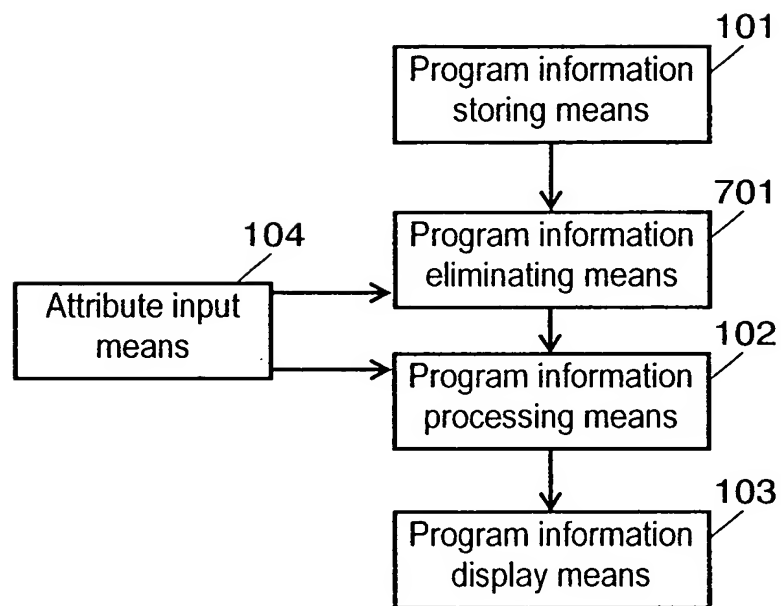 101
Program information
storing means
701
Program information
eliminating means
104
Attribute input
means
102
Program information
processing means
103
Program information
display means